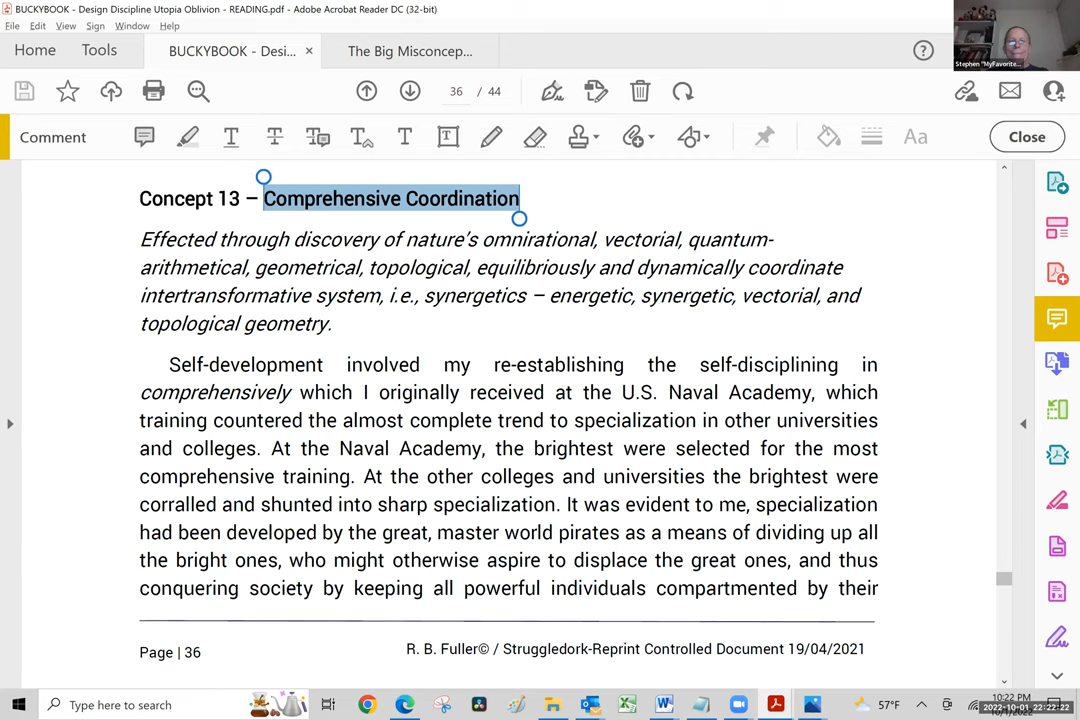 BUCKYBOOK - Design Discipline Utopia Oblivion - READING.pdf - Adobe Acrobat Reader DC (32-bit)
File Edit View Sign Window Help
Home Tools BUCKYBOOK - Desi... × The Big Misconcep...
Stephen "MyFavorite...
36 / 44
Comment
Aa
Close
Concept 13 – Comprehensive Coordination
Effected through discovery of nature's omnirational, vectorial, quantum-
arithmetical, geometrical, topological, equilibriously and dynamically coordinate
intertransformative system, i.e., synergetics – energetic, synergetic, vectorial, and
topological geometry.
Self-development involved my re-establishing the self-disciplining in
comprehensively which I originally received at the U.S. Naval Academy, which
training countered the almost complete trend to specialization in other universities
and colleges. At the Naval Academy, the brightest were selected for the most
comprehensive training. At the other colleges and universities the brightest were
corralled and shunted into sharp specialization. It was evident to me, specialization
had been developed by the great, master world pirates as a means of dividing up all
the bright ones, who might otherwise aspire to displace the great ones, and thus
conquering society by keeping all powerful individuals compartmented by their
Page | 36
R. B. Fuller© / Struggledork-Reprint Controlled Document 19/04/2021
Type here to search
57°F
10:22 PM
2022-10-01 22:22:22